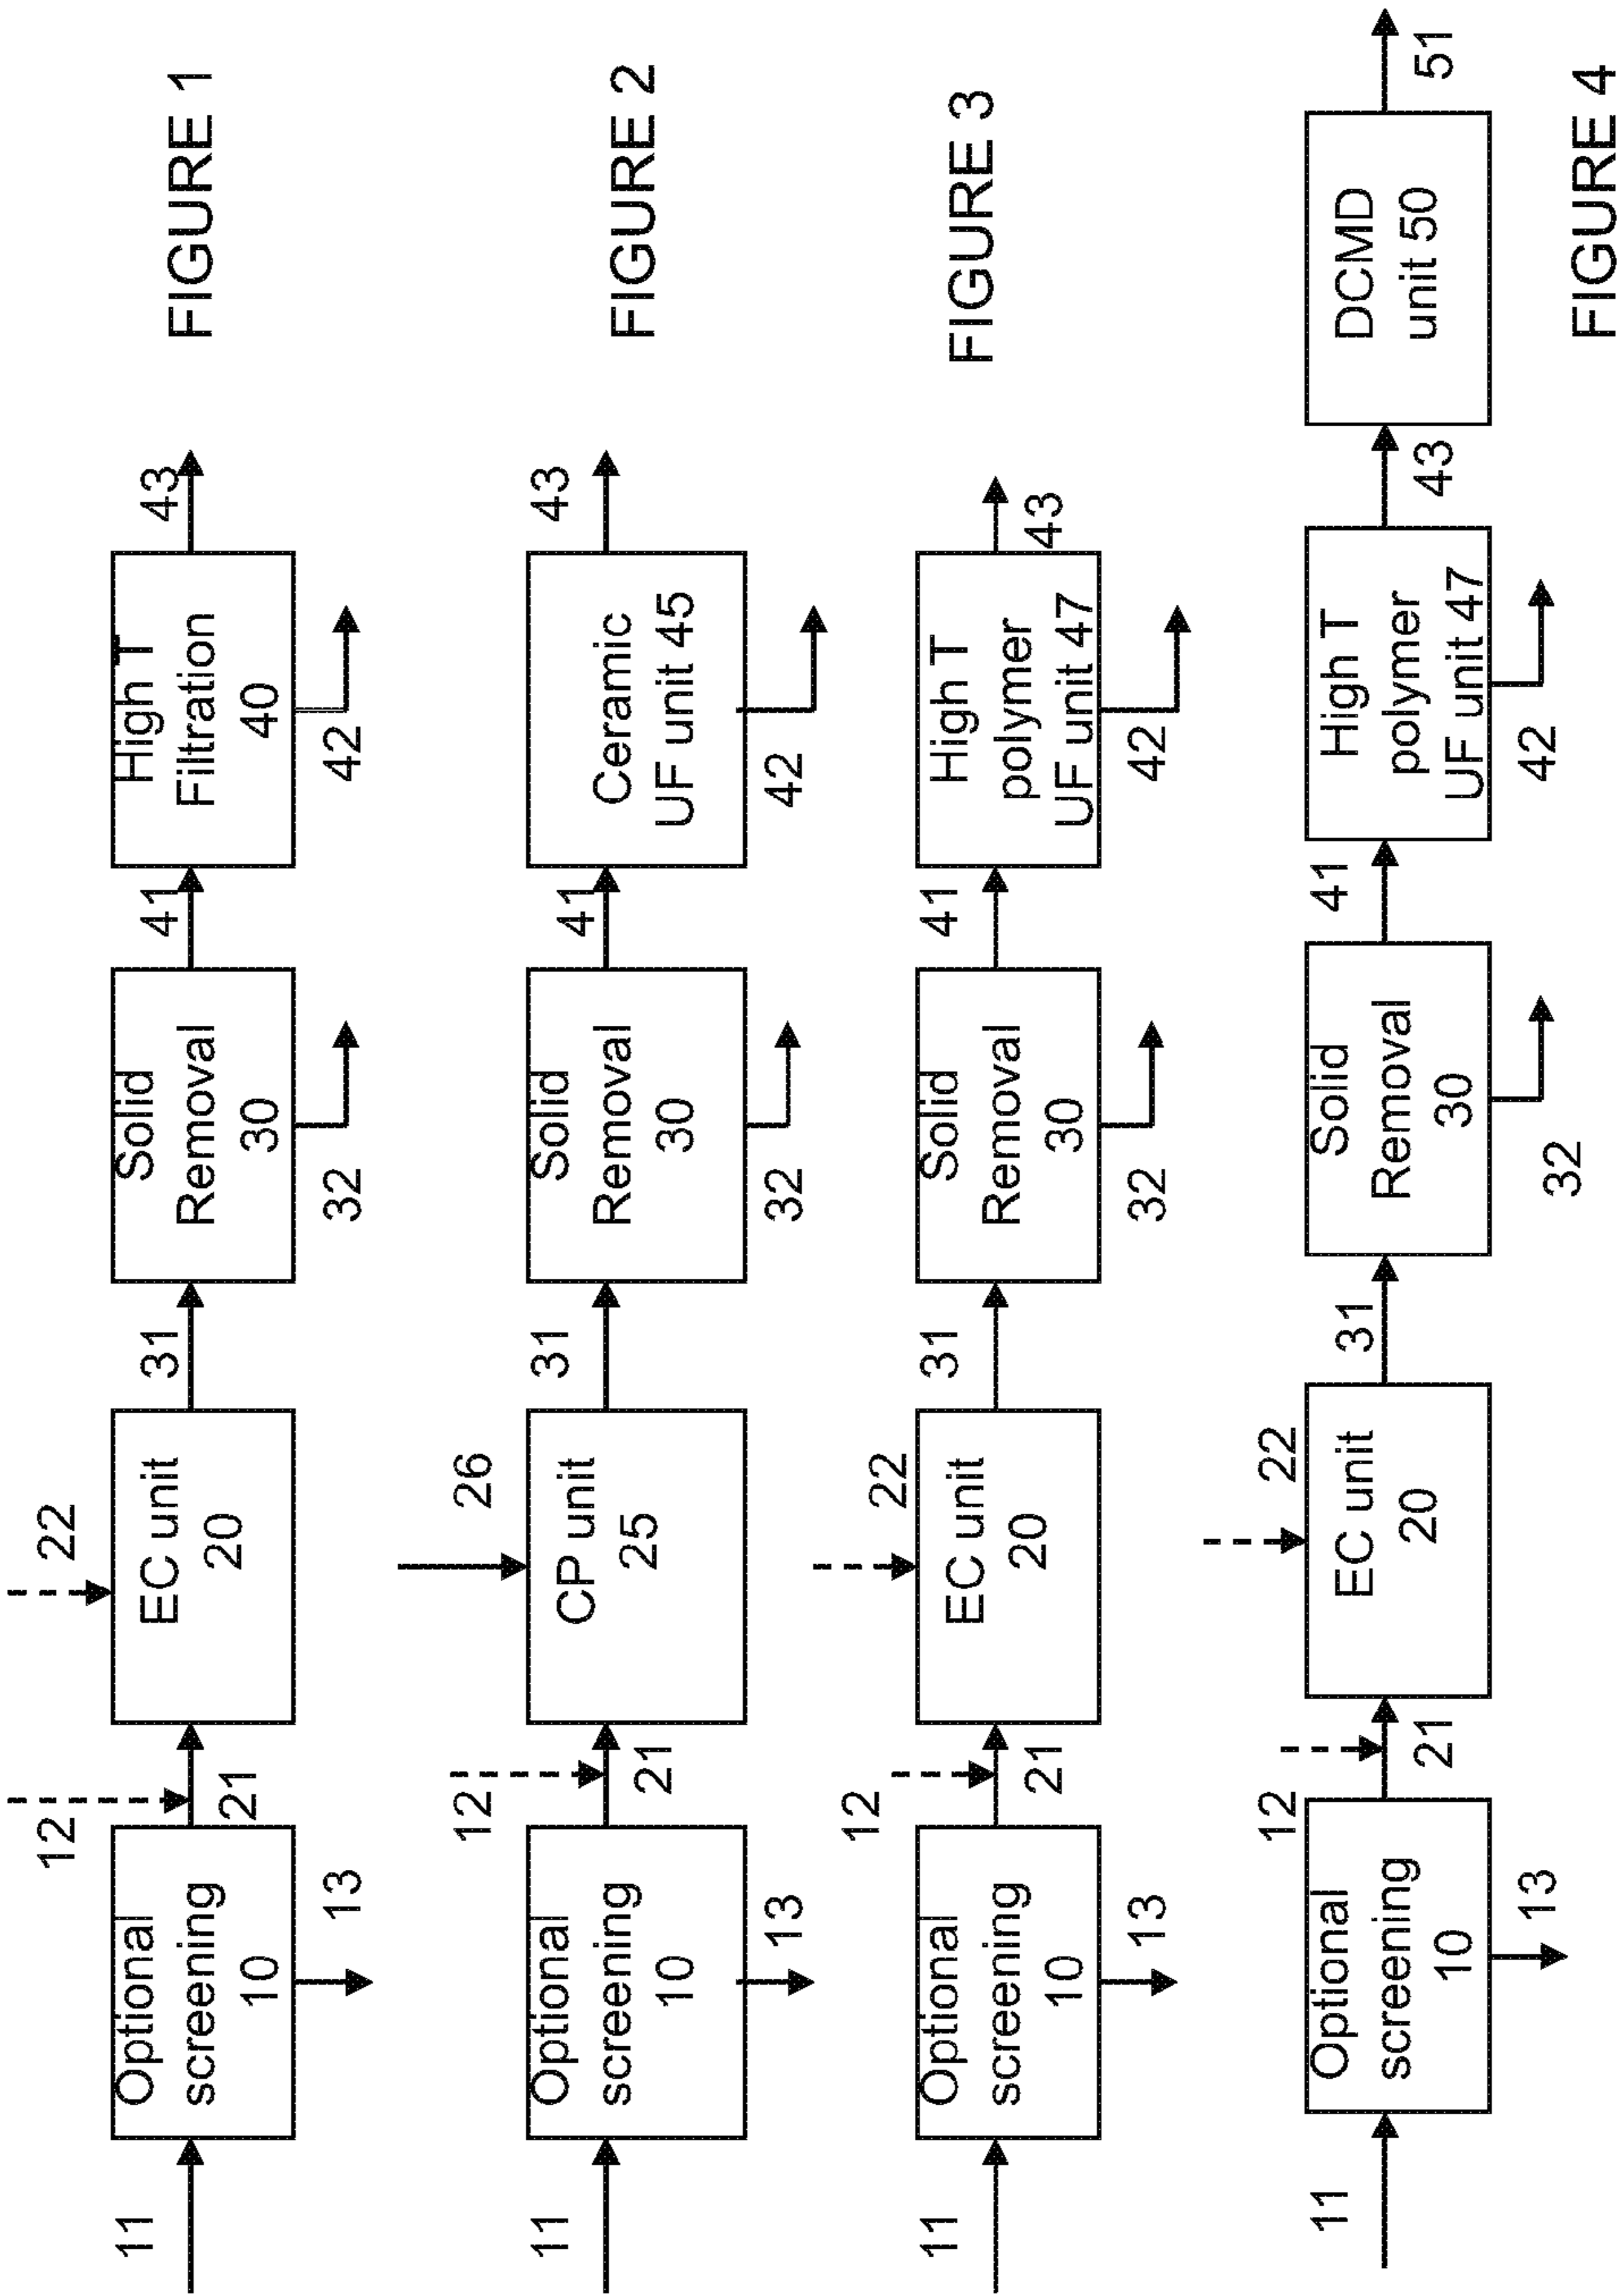 12
22
11
Optional
screening
10
13
21
EC unit
20
31
Solid
Removal
30
32
41
High T
Filtration
40
42
43
FIGURE 1
12
26
11
Optional
screening
10
13
21
CP unit
25
31
Solid
Removal
30
32
41
Ceramic
UF unit 45
42
43
FIGURE 2
12
22
11
Optional
screening
10
13
21
EC unit
20
31
Solid
Removal
30
32
41
High T
polymer
UF unit 47
42
43
FIGURE 3
12
22
11
Optional
screening
10
13
21
EC unit
20
31
Solid
Removal
30
32
41
High T
polymer
UF unit 47
42
43
DCMD
unit 50
51
FIGURE 4